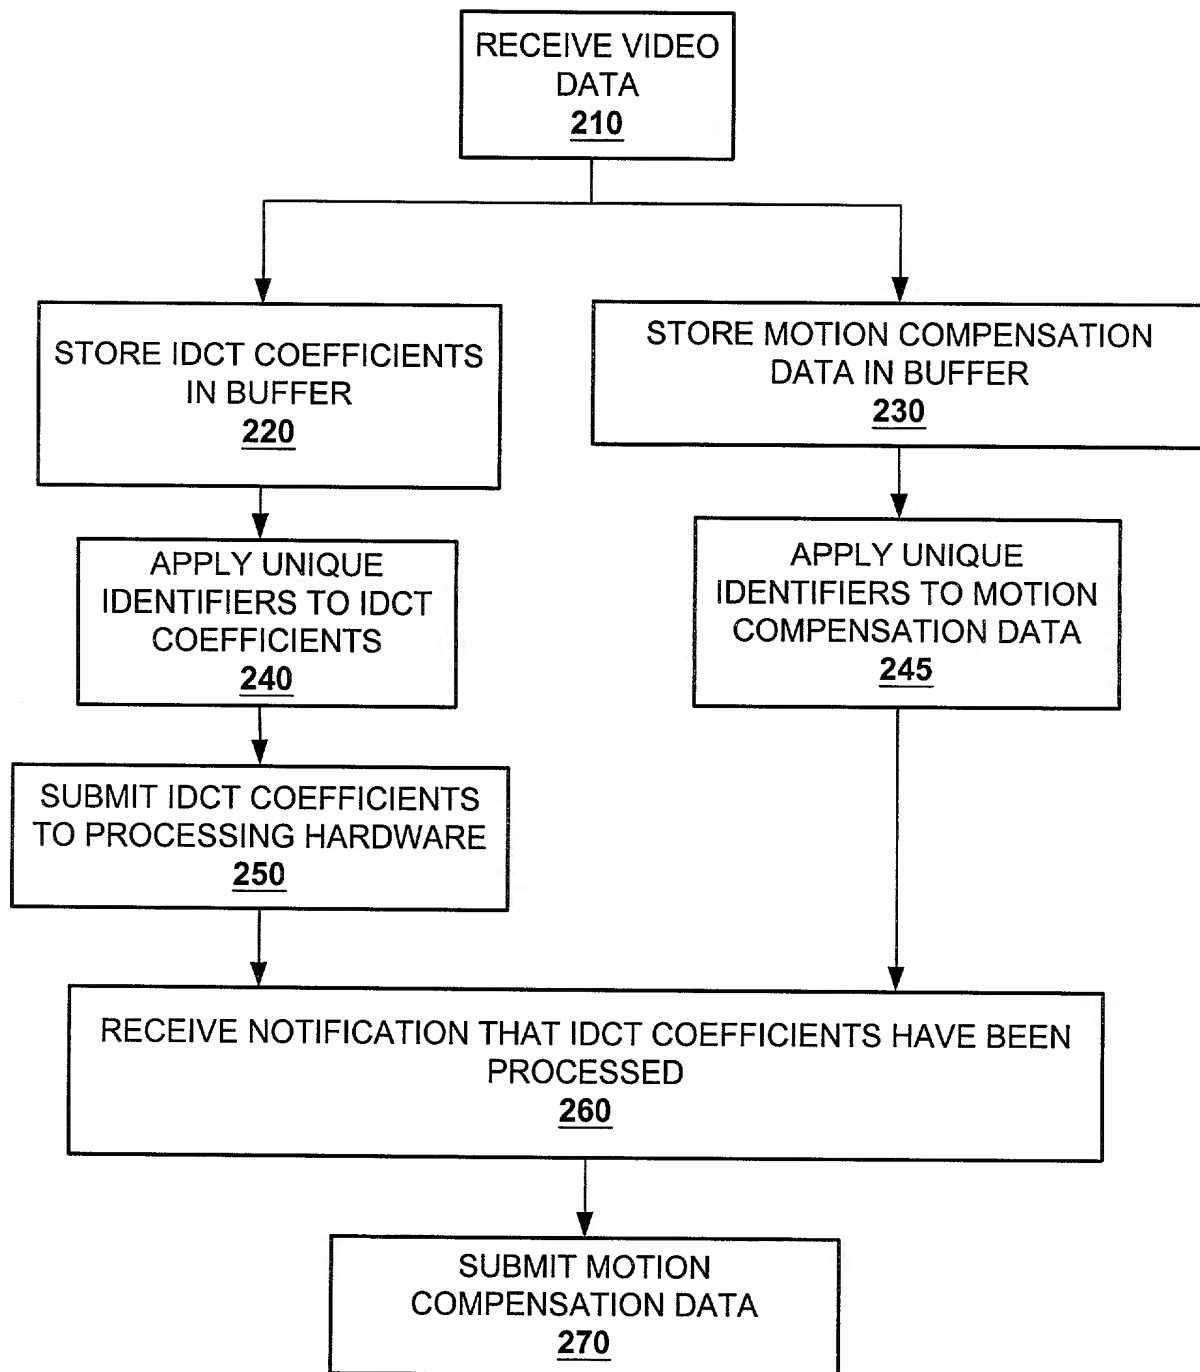 RECEIVE VIDEO
DATA
210
STORE IDCT COEFFICIENTS
IN BUFFER
220
STORE MOTION COMPENSATION
DATA IN BUFFER
230
APPLY UNIQUE
IDENTIFIERS TO IDCT
COEFFICIENTS
240
APPLY UNIQUE
IDENTIFIERS TO MOTION
COMPENSATION DATA
245
SUBMIT IDCT COEFFICIENTS
TO PROCESSING HARDWARE
250
RECEIVE NOTIFICATION THAT IDCT COEFFICIENTS HAVE BEEN
PROCESSED
260
SUBMIT MOTION
COMPENSATION DATA
270